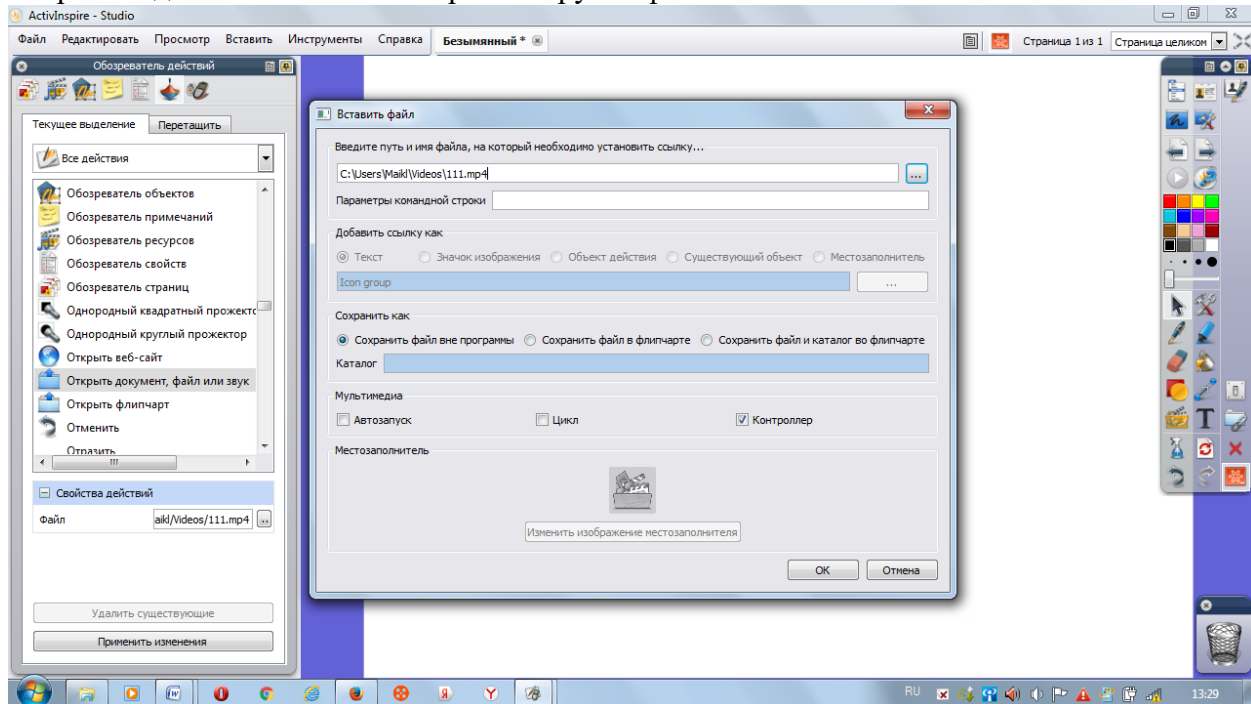 ActivInspire - Studio
Файл Редактировать Просмотр Вставить Инструменты Справка Безымянный * Страница 1 из 1 Страница целиком
Обозреватель действий
Текущее выделение Перетащить
Все действия
Обозреватель объектов
Обозреватель примечаний
Обозреватель ресурсов
Обозреватель свойств
Обозреватель страниц
Однородный квадратный прожектс
Однородный круглый прожектор
Открыть веб-сайт
Открыть документ, файл или звук
Открыть флипчарт
Отменить
Отразить
Свойства действий
Файл aikl/Videos/111.mp4 ..
Удалить существующие
Применить изменения
Вставить файл
Введите путь и имя файла, на который необходимо установить ссылку...
C:\Users\Maikl\Videos\111.mp4 ...
Параметры командной строки
Добавить ссылку как
Текст Значок изображения Объект действия Существующий объект Местозаполнитель
Icon group ...
Сохранить как
Сохранить файл вне программы Сохранить файл в флипчарте Сохранить файл и каталог во флипчарте
Каталог
Мультимедиа
Автозапуск Цикл Контроллер
Местозаполнитель
Изменить изображение местозаполнителя
OK Отмена
RU 13:29